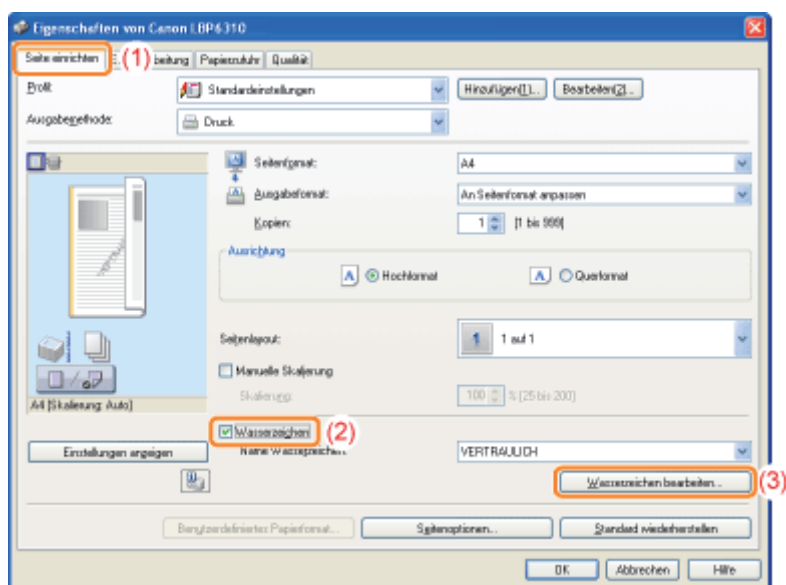 Eigenschaften von Canon LBP6310
Seite einrichten (1) beitung Papierzufuhr Qualität
Profil: Standardeinstellungen Hinzufügen(1)... Bearbeiten(2)...
Ausgabemethode: Druck
Seitenformat: A4
Ausgabeformat: An Seitenformat anpassen
Kopien: 1 [1 bis 999]
Ausrichtung
A Hochformat A Querformat
Seitenlayout: 1 1 auf 1
Manuelle Skalierung
Skalierung: 100 % [25 bis 200]
A4 [Skalierung: Auto]
Wasserzeichen (2)
Name Wasserzeichen: VERTRAULICH
Einstellungen anzeigen
Wasserzeichen bearbeiten... (3)
Benutzerdefiniertes Papierformat... Seitenoptionen... Standard wiederherstellen
OK Abbrechen Hilfe